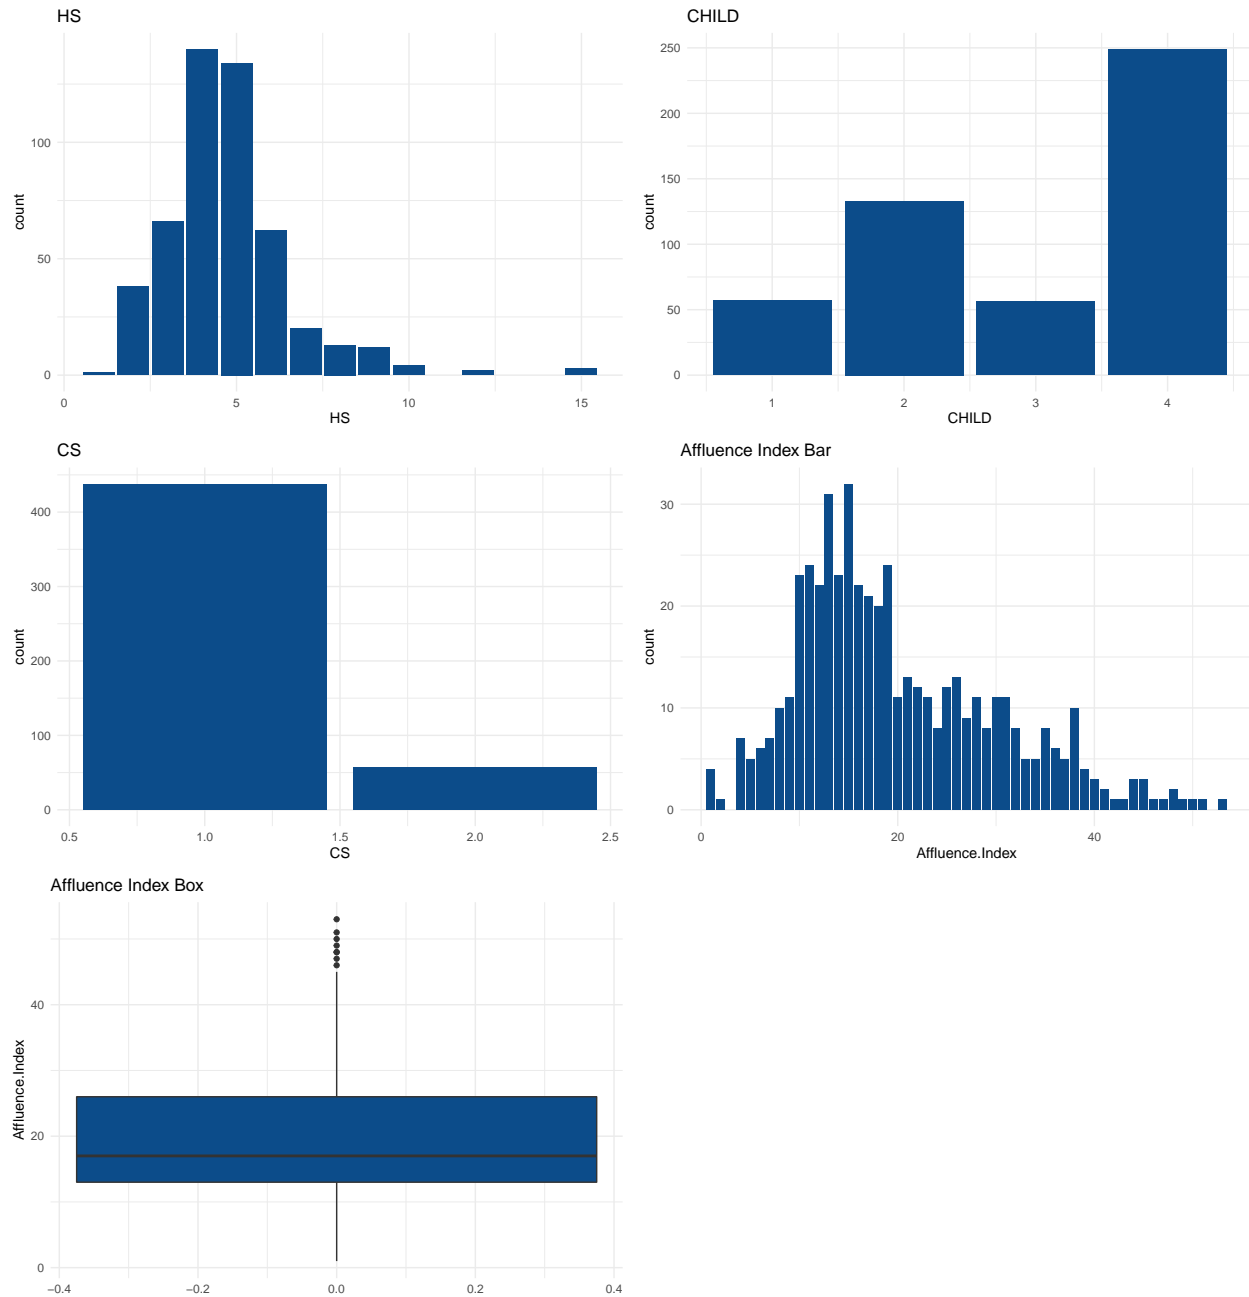 HS
count
100
50
0
0 5 10 15
HS
CHILD
count
250
200
150
100
50
0
1 2 3 4
CHILD
CS
count
400
300
200
100
0
0.5 1.0 1.5 2.0 2.5
CS
Affluence Index Bar
count
30
20
10
0
0 20 40
Affluence.Index
Affluence Index Box
Affluence.Index
40
20
0
−0.4 −0.2 0.0 0.2 0.4